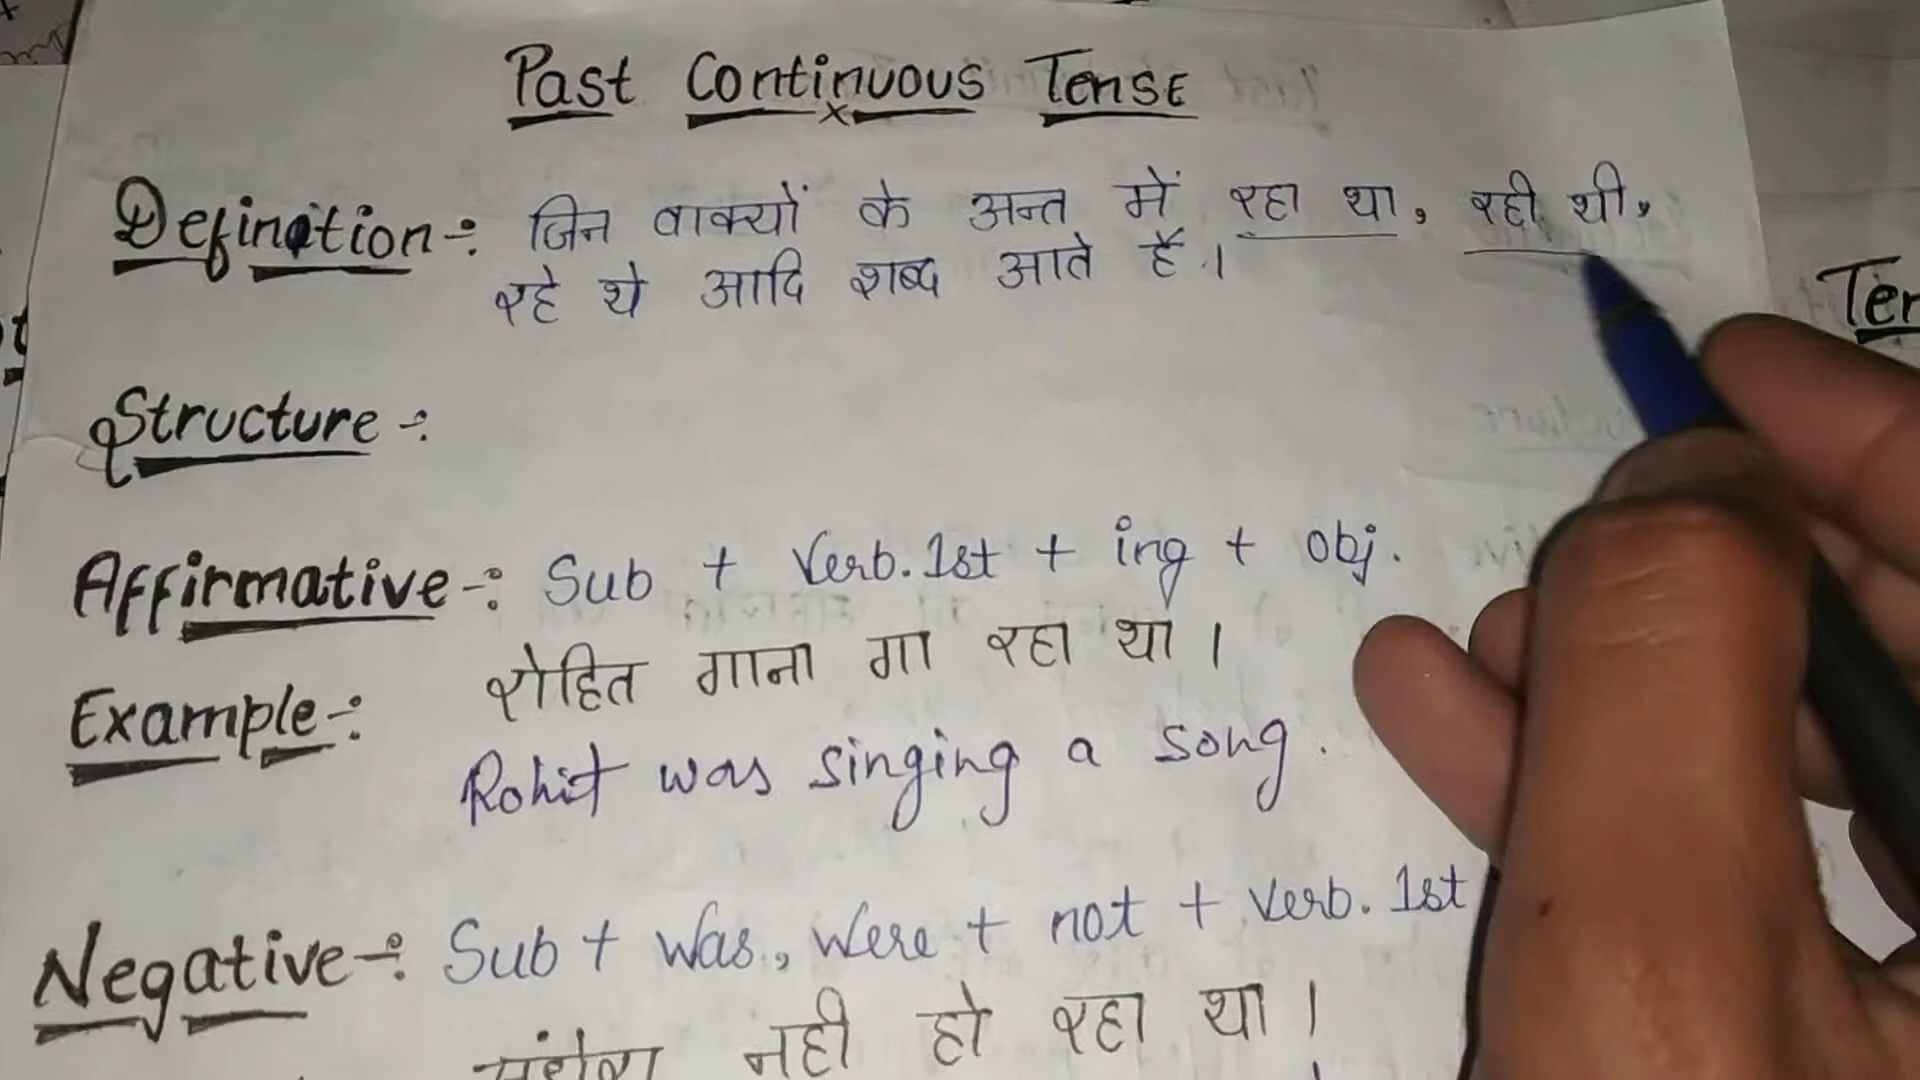 Past Continuous Tense
Definition -: जिन वाक्यों के अन्त में रहा था, रही थी,
रहे थे आदि शब्द आते हैं।
Structure -:
Affirmative -: Sub + Verb. 1st + ing + obj.
रोहित गाना गा रहा था।
Example -:
Rohit was singing a song.
Negative -: Sub + Was, Were + not + Verb. 1st
नही हो रहा था।
Ten